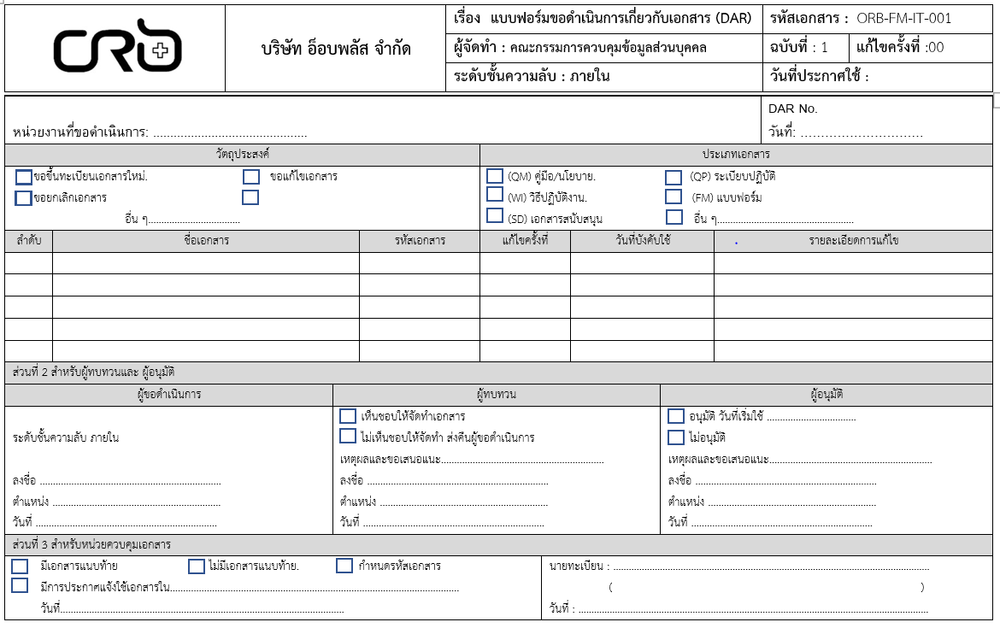 ORB
บริษัท อ็อบพลัส จำกัด
เรื่อง แบบฟอร์มขอดำเนินการเกี่ยวกับเอกสาร (DAR)
รหัสเอกสาร : ORB-FM-IT-001
ผู้จัดทำ : คณะกรรมการควบคุมข้อมูลส่วนบุคคล
ฉบับที่ : 1
แก้ไขครั้งที่ :00
ระดับชั้นความลับ : ภายใน
วันที่ประกาศใช้ :
DAR No.
หน่วยงานที่ขอดำเนินการ: ..............................................
วันที่: ..............................
วัตถุประสงค์
ประเภทเอกสาร
ขอขึ้นทะเบียนเอกสารใหม่.
ขอแก้ไขเอกสาร
(QM) คู่มือ/นโยบาย.
(QP) ระเบียบปฏิบัติ
ขอยกเลิกเอกสาร
(WI) วิธีปฏิบัติงาน.
(FM) แบบฟอร์ม
อื่น ๆ.................................
(SD) เอกสารสนับสนุน
อื่น ๆ.................................................
ลำดับ
ชื่อเอกสาร
รหัสเอกสาร
แก้ไขครั้งที่
วันที่บังคับใช้
รายละเอียดการแก้ไข
ส่วนที่ 2 สำหรับผู้ทบทวนและ ผู้อนุมัติ
ผู้ขอดำเนินการ
ผู้ทบทวน
ผู้อนุมัติ
เห็นชอบให้จัดทำเอกสาร
อนุมัติ วันที่เริ่มใช้ ................................
ระดับชั้นความลับ ภายใน
ไม่เห็นชอบให้จัดทำ ส่งคืนผู้ขอดำเนินการ
ไม่อนุมัติ
เหตุผลและขอเสนอแนะ...........................................................
เหตุผลและขอเสนอแนะ...........................................................
ลงชื่อ .................................................................
ลงชื่อ .................................................................
ลงชื่อ .................................................................
ตำแหน่ง ............................................................
ตำแหน่ง ............................................................
ตำแหน่ง ............................................................
วันที่ .................................................................
วันที่ .................................................................
วันที่ .................................................................
ส่วนที่ 3 สำหรับหน่วยควบคุมเอกสาร
มีเอกสารแนบท้าย
ไม่มีเอกสารแนบท้าย.
กำหนดรหัสเอกสาร
นายทะเบียน : ....................................................................................
มีการประกาศแจ้งใช้เอกสารใน....................................................................................
( )
วันที่....................................................................................
วันที่ : ....................................................................................